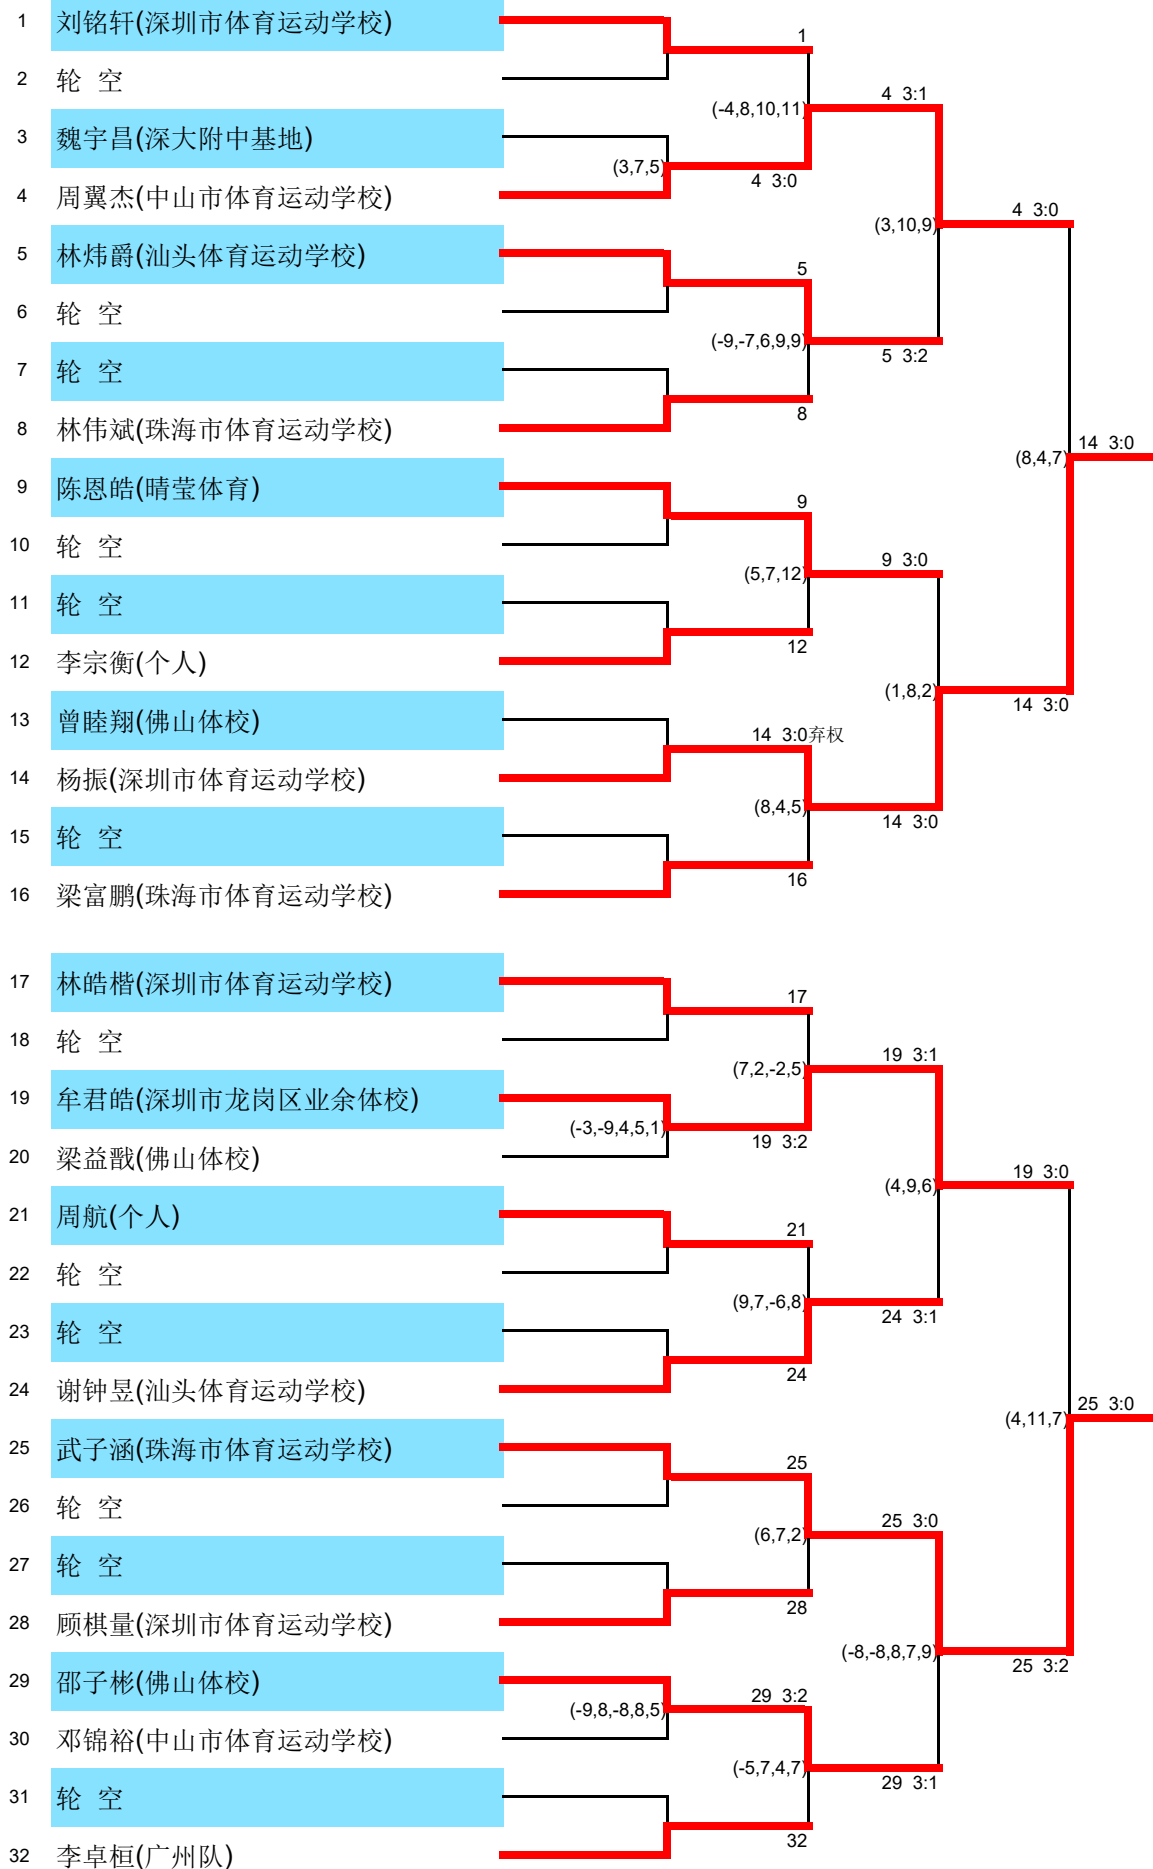 1 刘铭轩(深圳市体育运动学校)
1
2 轮 空
4 3:1
(-4,8,10,11)
3 魏宇昌(深大附中基地)
(3,7,5)
4 3:0
4 周翼杰(中山市体育运动学校)
4 3:0
(3,10,9)
5 林炜爵(汕头体育运动学校)
5
6 轮 空
(-9,-7,6,9,9)
5 3:2
7 轮 空
8
8 林伟斌(珠海市体育运动学校)
14 3:0
(8,4,7)
9 陈恩皓(晴莹体育)
9
10 轮 空
9 3:0
(5,7,12)
11 轮 空
12
12 李宗衡(个人)
(1,8,2)
14 3:0
13 曾睦翔(佛山体校)
14 3:0弃权
14 杨振(深圳市体育运动学校)
(8,4,5)
14 3:0
15 轮 空
16
16 梁富鹏(珠海市体育运动学校)
17 林皓楷(深圳市体育运动学校)
17
18 轮 空
19 3:1
(7,2,-2,5)
19 牟君皓(深圳市龙岗区业余体校)
(-3,-9,4,5,1)
19 3:2
20 梁益戬(佛山体校)
19 3:0
(4,9,6)
21 周航(个人)
21
22 轮 空
(9,7,-6,8)
24 3:1
23 轮 空
24
24 谢钟昱(汕头体育运动学校)
25 3:0
(4,11,7)
25 武子涵(珠海市体育运动学校)
25
26 轮 空
25 3:0
(6,7,2)
27 轮 空
28
28 顾棋量(深圳市体育运动学校)
(-8,-8,8,7,9)
25 3:2
29 邵子彬(佛山体校)
29 3:2
(-9,8,-8,8,5)
30 邓锦裕(中山市体育运动学校)
(-5,7,4,7)
29 3:1
31 轮 空
32
32 李卓桓(广州队)